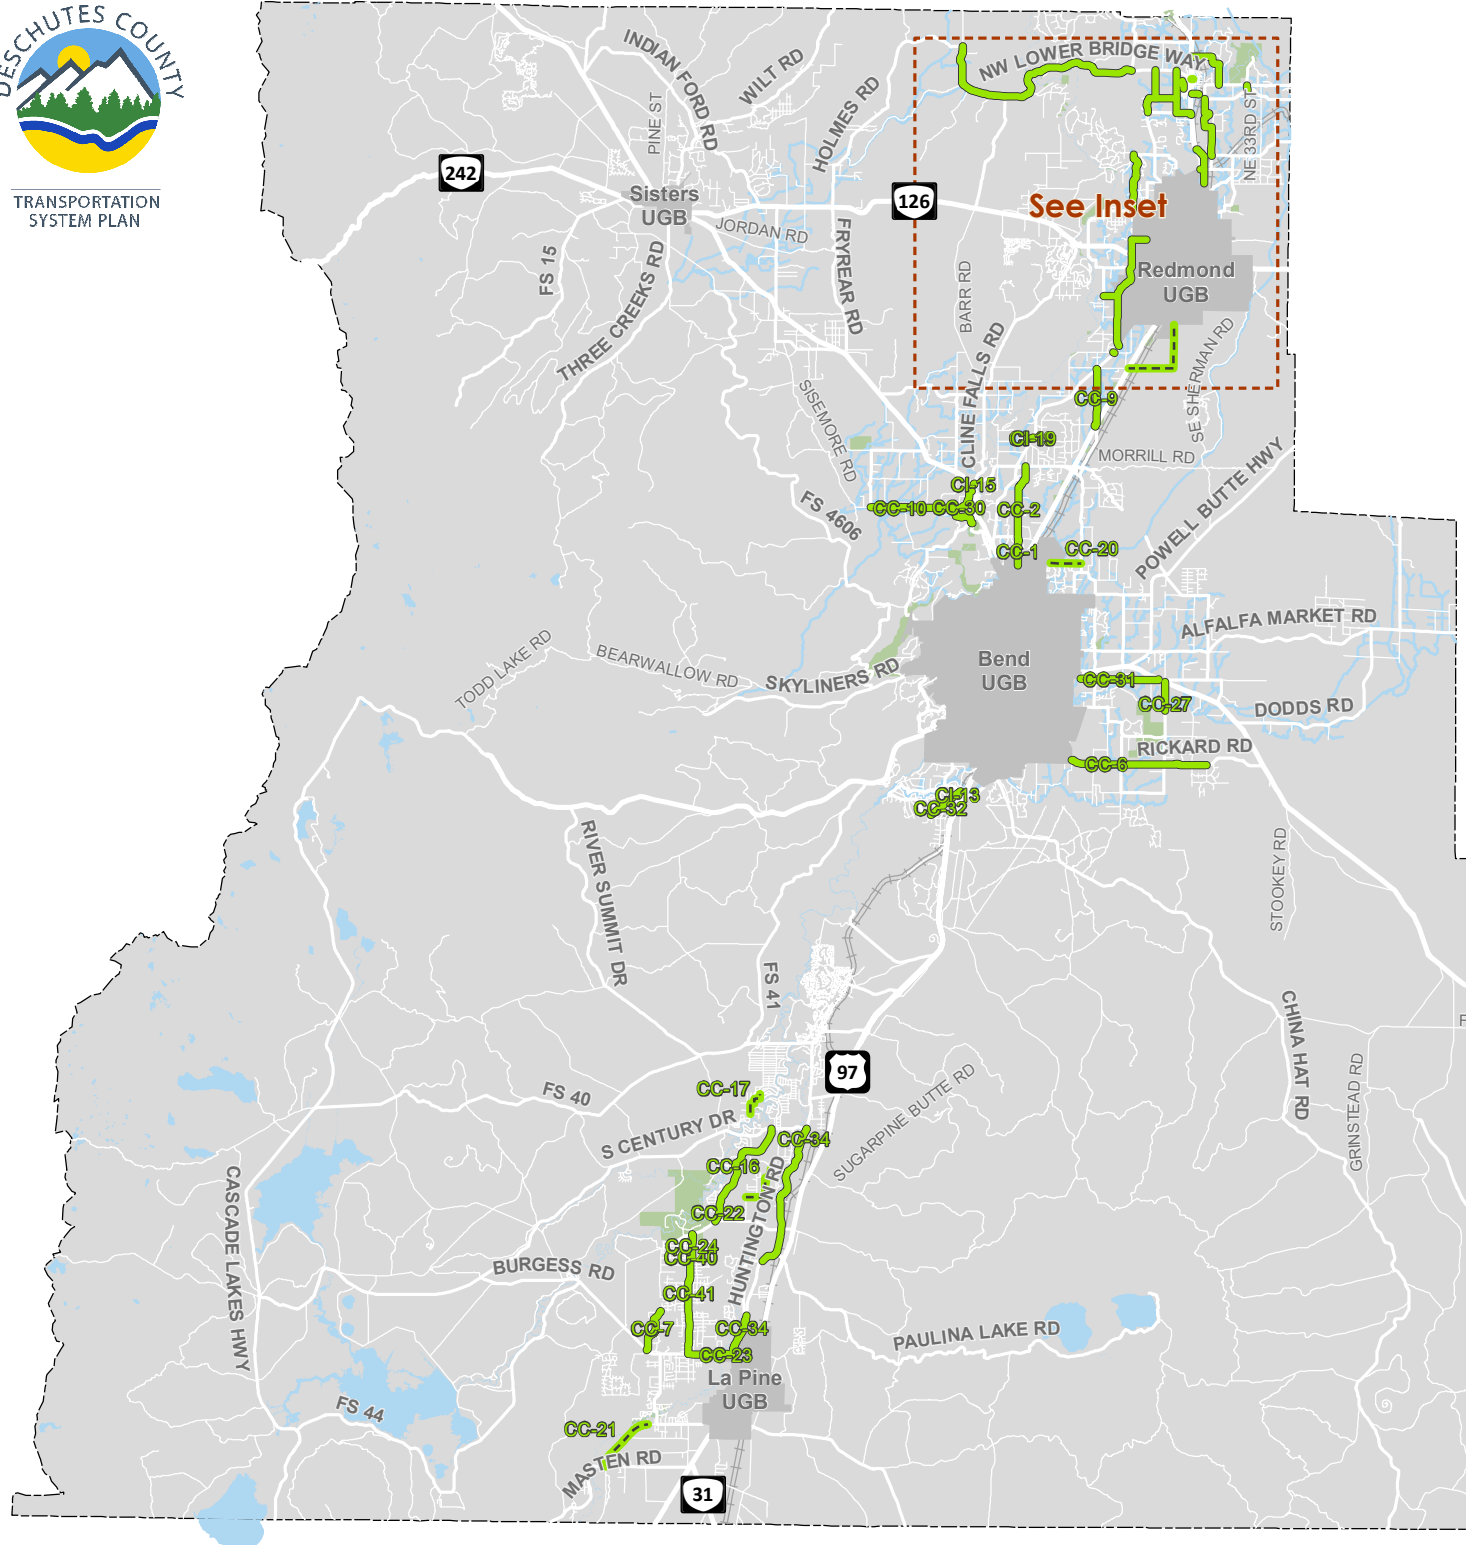 DESCHUTES COUNTY
TRANSPORTATION
SYSTEM PLAN
INDIAN FORD RD
WILT RD
PINE ST
HOLMES RD
NW LOWER BRIDGE WAY
NE 33RD ST
242
Sisters
UGB
126
See Inset
JORDAN RD
FRYREAR RD
FS 15
THREE CREEKS RD
BARR RD
Redmond
UGB
CLINE FALLS RD
SE SHERMAN RD
SISEMORE RD
CC-9
CI-19
MORRILL RD
POWELL BUTTE HWY
CI-15
CC-10
CC-30
CC-2
FS 4606
CC-1
CC-20
ALFALFA MARKET RD
TODD LAKE RD
BEARWALLOW RD
SKYLINERS RD
Bend
UGB
CC-31
CC-27
DODDS RD
RICKARD RD
CC-6
CI-13
CC-32
RIVER SUMMIT DR
STOOKEY RD
FS 41
CHINA HAT RD
F
97
GRINSTEAD RD
SUGARPINE BUTTE RD
FS 40
CC-17
S CENTURY DR
CC-34
CC-16
CASCADE LAKES HWY
HUNTINGTON RD
CC-22
CC-24
CC-40
BURGESS RD
CC-41
CC-7
CC-34
PAULINA LAKE RD
CC-23
La Pine
UGB
FS 44
CC-21
MASTEN RD
31